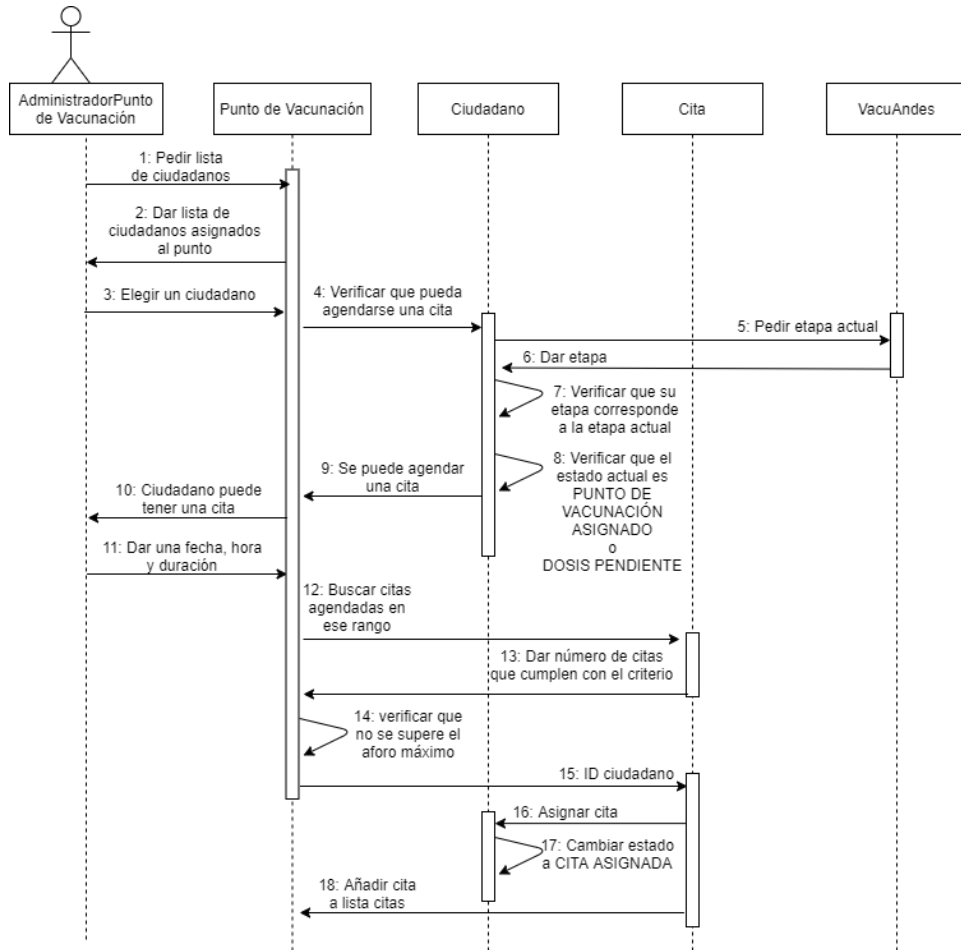 AdministradorPunto
de Vacunación
Punto de Vacunación
Ciudadano
Cita
VacuAndes
1: Pedir lista
de ciudadanos
2: Dar lista de
ciudadanos asignados
al punto
3: Elegir un ciudadano
4: Verificar que pueda
agendarse una cita
5: Pedir etapa actual
6: Dar etapa
7: Verificar que su
etapa corresponde
a la etapa actual
8: Verificar que el
estado actual es
PUNTO DE
VACUNACIÓN
ASIGNADO
o
DOSIS PENDIENTE
9: Se puede agendar
una cita
10: Ciudadano puede
tener una cita
11: Dar una fecha, hora
y duración
12: Buscar citas
agendadas en
ese rango
13: Dar número de citas
que cumplen con el criterio
14: verificar que
no se supere el
aforo máximo
15: ID ciudadano
16: Asignar cita
17: Cambiar estado
a CITA ASIGNADA
18: Añadir cita
a lista citas